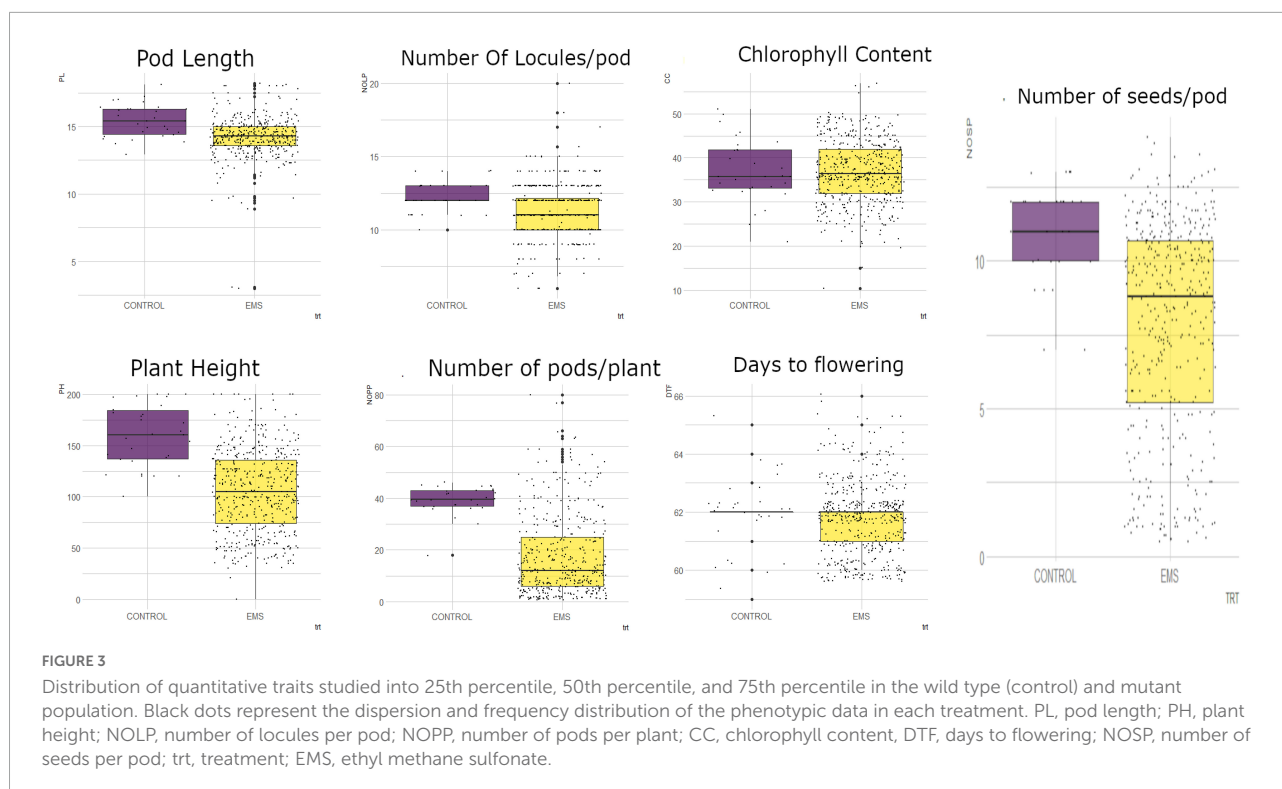 Pod Length
PL
15
10
5
CONTROL
EMS
trt
Number Of Locules/pod
NOLP
20
15
10
CONTROL
EMS
trt
Chlorophyll Content
CC
50
40
30
20
10
CONTROL
EMS
trt
Number of seeds/pod
NOSP
10
5
0
CONTROL
EMS
TRT
Plant Height
PH
200
150
100
50
0
CONTROL
EMS
trt
Number of pods/plant
NOPP
80
60
40
20
0
CONTROL
EMS
trt
Days to flowering
DTF
66
64
62
60
CONTROL
EMS
trt
FIGURE 3
Distribution of quantitative traits studied into 25th percentile, 50th percentile, and 75th percentile in the wild type (control) and mutant
population. Black dots represent the dispersion and frequency distribution of the phenotypic data in each treatment. PL, pod length; PH, plant
height; NOLP, number of locules per pod; NOPP, number of pods per plant; CC, chlorophyll content, DTF, days to flowering; NOSP, number of
seeds per pod; trt, treatment; EMS, ethyl methane sulfonate.